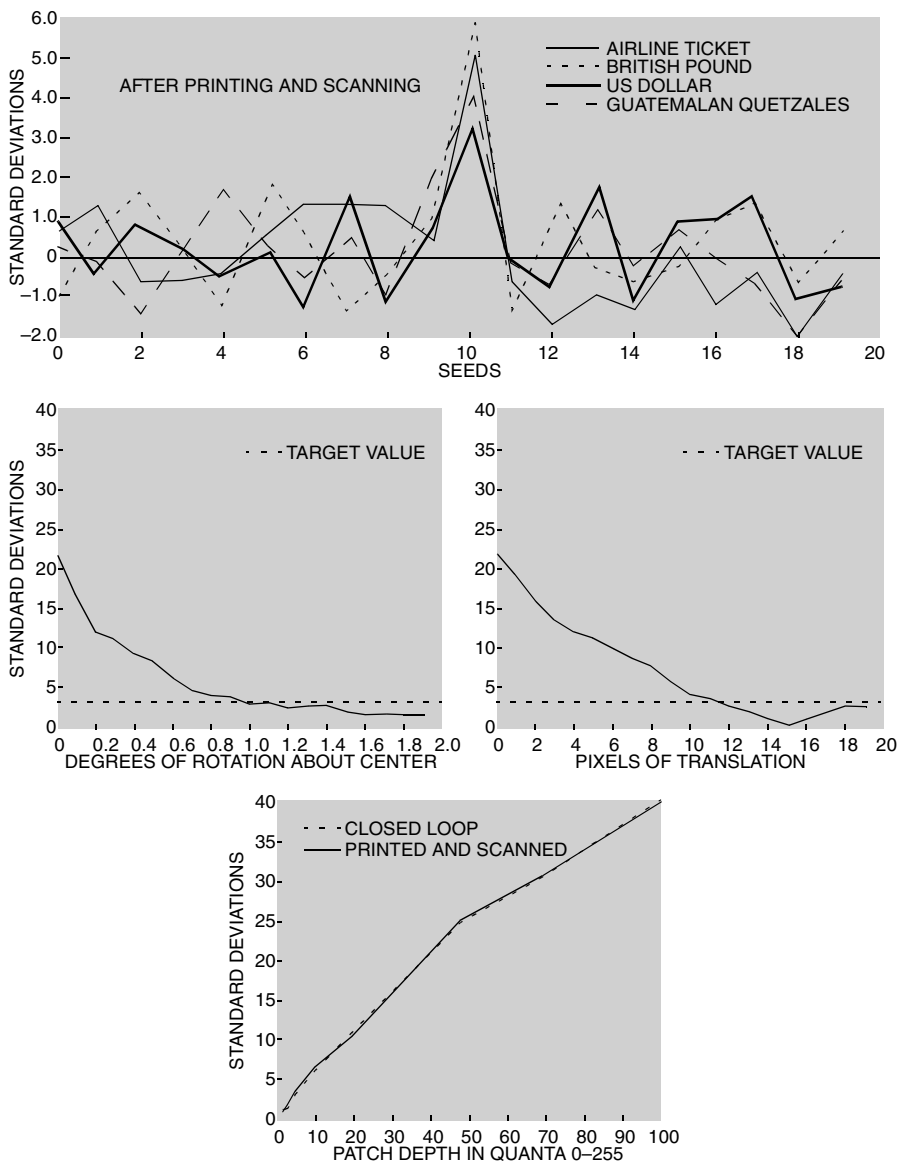 STANDARD DEVIATIONS
6.0
5.0
4.0
3.0
2.0
1.0
0
–1.0
–2.0
AFTER PRINTING AND SCANNING
AIRLINE TICKET
BRITISH POUND
US DOLLAR
GUATEMALAN QUETZALES
0 2 4 6 8 10 12 14 16 18 20
SEEDS
STANDARD DEVIATIONS
40
35
30
25
20
15
10
5
0
TARGET VALUE
0 0.2 0.4 0.6 0.8 1.0 1.2 1.4 1.6 1.8 2.0
DEGREES OF ROTATION ABOUT CENTER
40
35
30
25
20
15
10
5
0
TARGET VALUE
0 2 4 6 8 10 12 14 16 18 20
PIXELS OF TRANSLATION
STANDARD DEVIATIONS
40
35
30
25
20
15
10
5
0
CLOSED LOOP
PRINTED AND SCANNED
0 10 20 30 40 50 60 70 80 90 100
PATCH DEPTH IN QUANTA 0–255